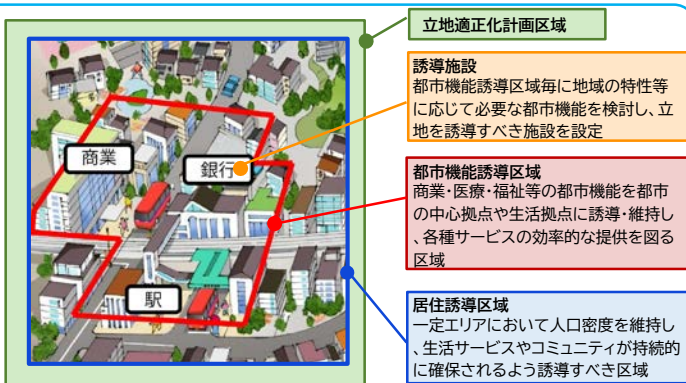 立地適正化計画区域
誘導施設
都市機能誘導区域毎に地域の特性等
に応じて必要な都市機能を検討し、立
地を誘導すべき施設を設定
商業
銀行
都市機能誘導区域
商業・医療・福祉等の都市機能を都市
の中心拠点や生活拠点に誘導・維持し
、各種サービスの効率的な提供を図る
区域
駅
居住誘導区域
一定エリアにおいて人口密度を維持し
、生活サービスやコミュニティが持続的
に確保されるよう誘導すべき区域